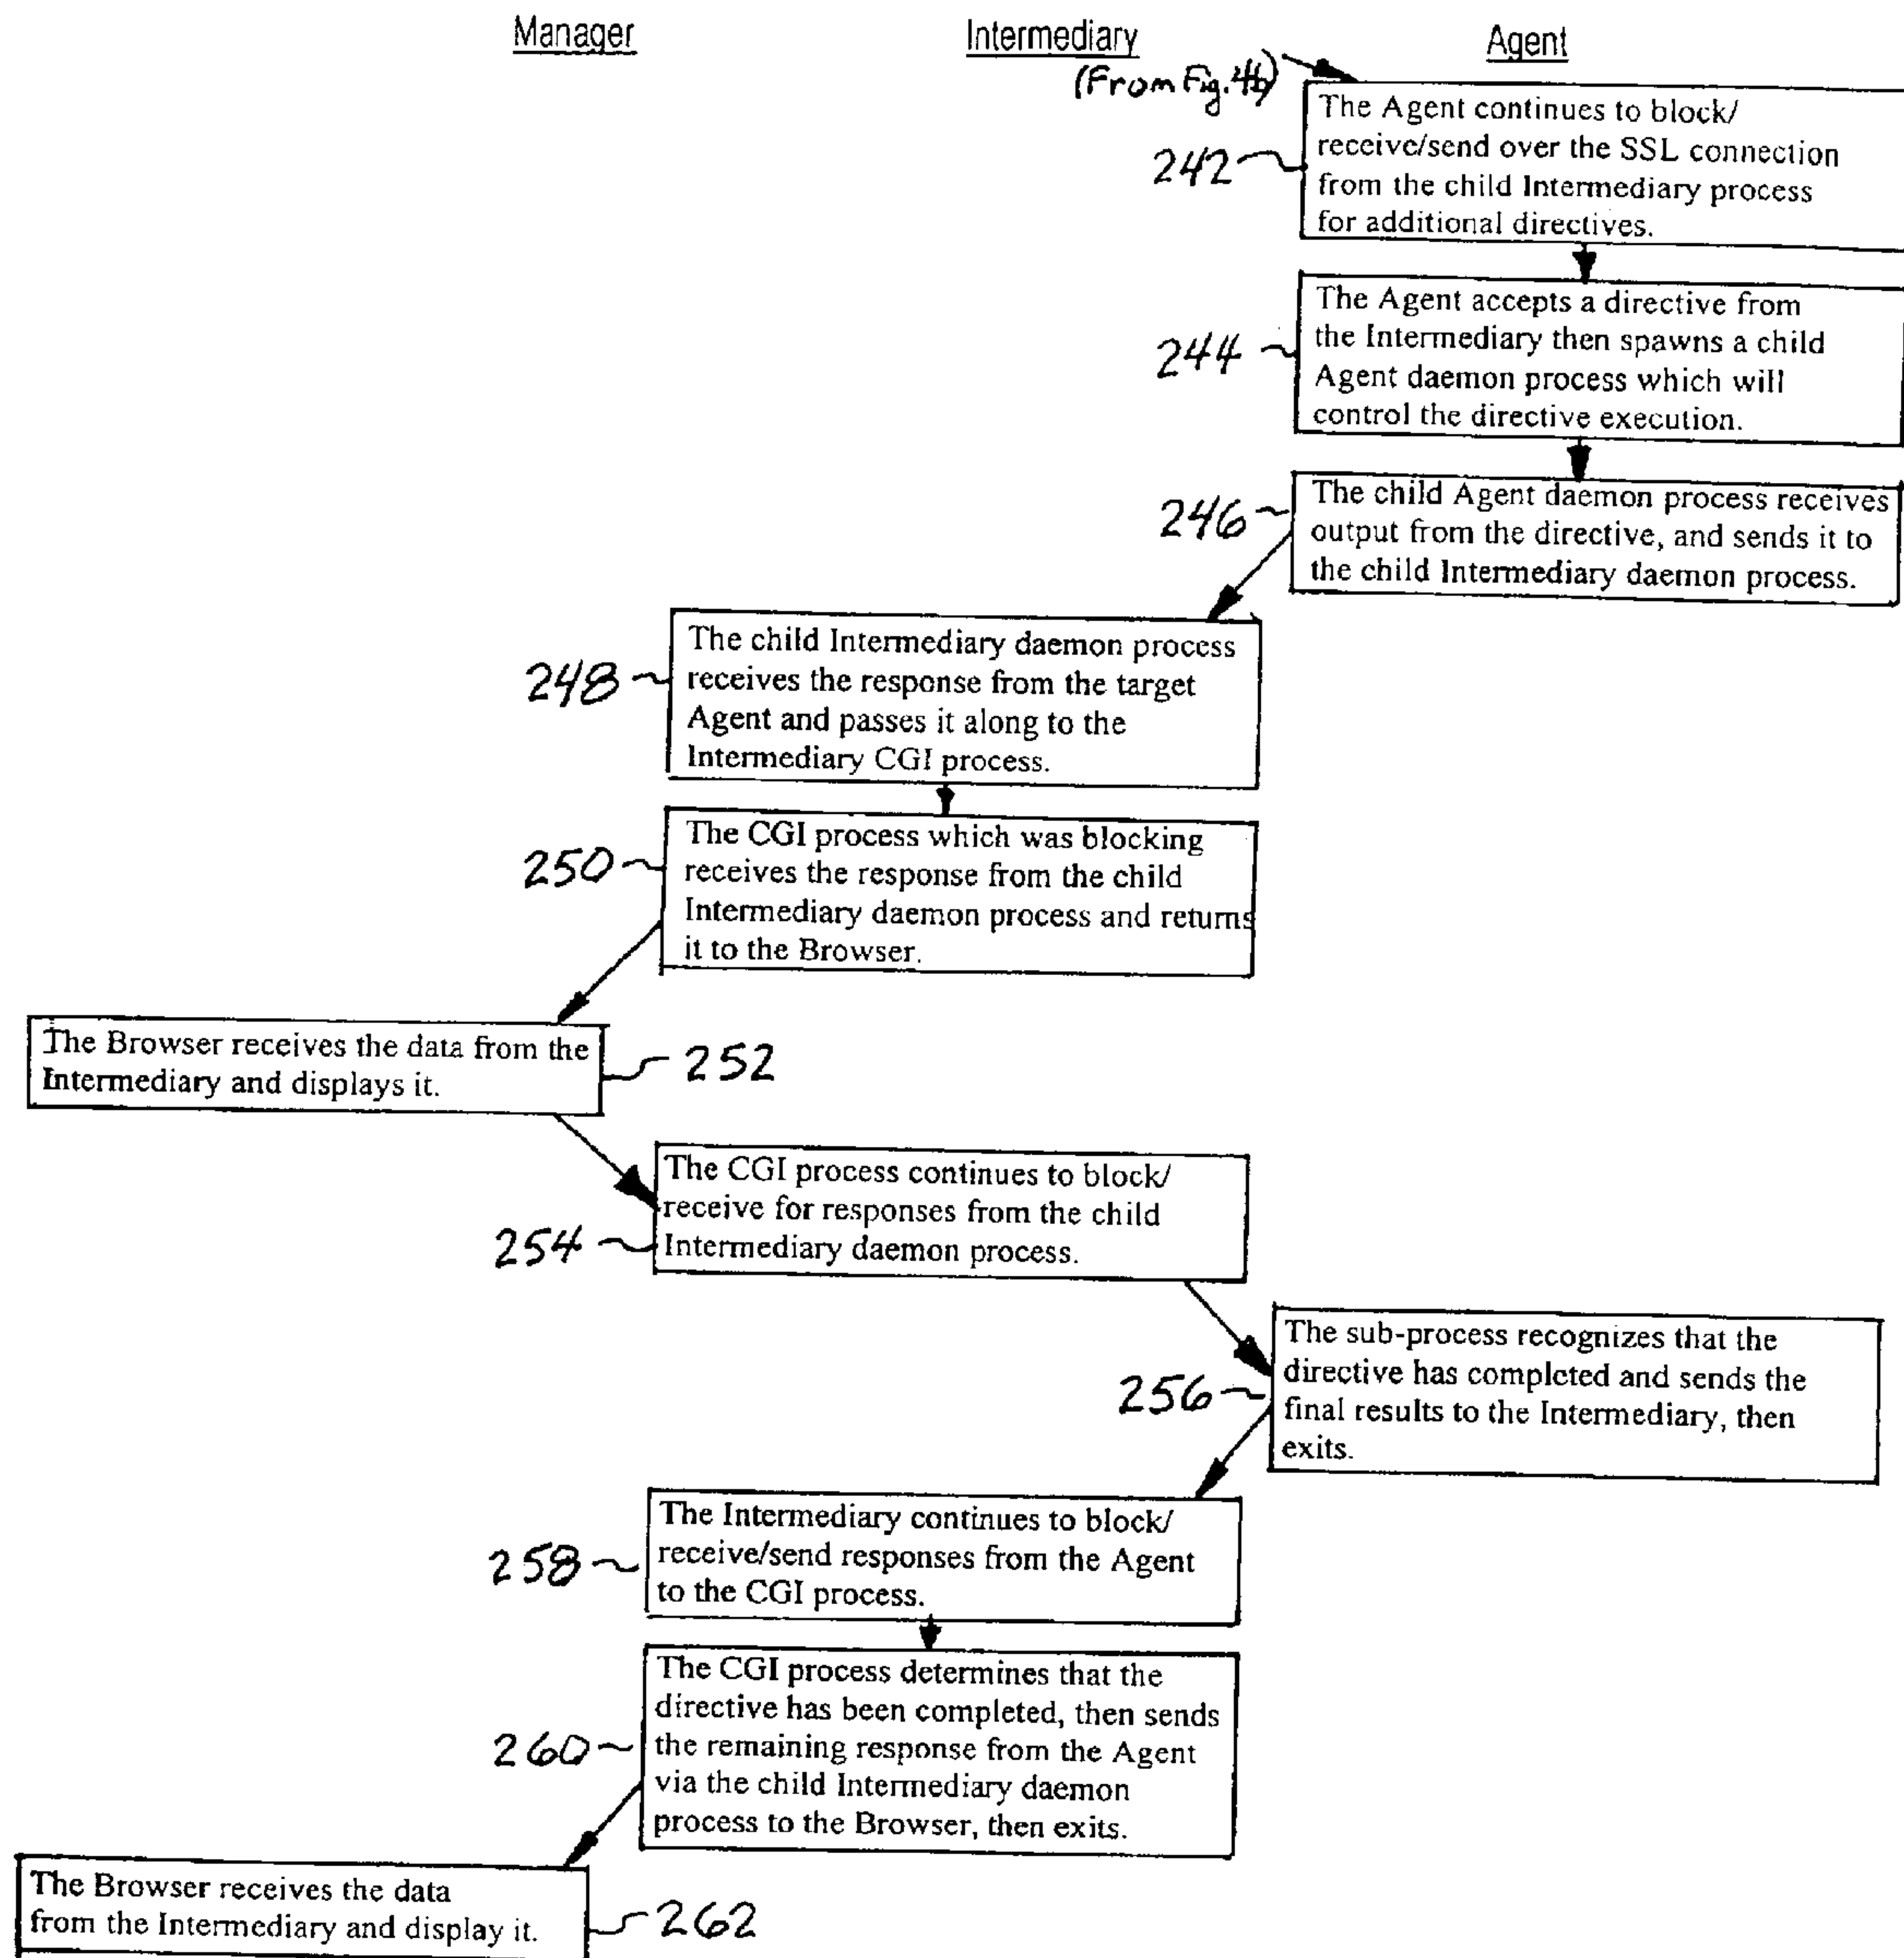 Manager
Intermediary
Agent
(From Fig. 4b)
The Agent continues to block/
receive/send over the SSL connection
from the child Intermediary process
for additional directives.
242
The Agent accepts a directive from
the Intermediary then spawns a child
Agent daemon process which will
control the directive execution.
244
The child Agent daemon process receives
output from the directive, and sends it to
the child Intermediary daemon process.
246
The child Intermediary daemon process
receives the response from the target
Agent and passes it along to the
Intermediary CGI process.
248
The CGI process which was blocking
receives the response from the child
Intermediary daemon process and returns
it to the Browser.
250
The Browser receives the data from the
Intermediary and displays it.
252
The CGI process continues to block/
receive for responses from the child
Intermediary daemon process.
254
The sub-process recognizes that the
directive has completed and sends the
final results to the Intermediary, then
exits.
256
The Intermediary continues to block/
receive/send responses from the Agent
to the CGI process.
258
The CGI process determines that the
directive has been completed, then sends
the remaining response from the Agent
via the child Intermediary daemon
process to the Browser, then exits.
260
The Browser receives the data
from the Intermediary and display it.
262